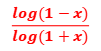 log(1 − x)
log(1 + x)